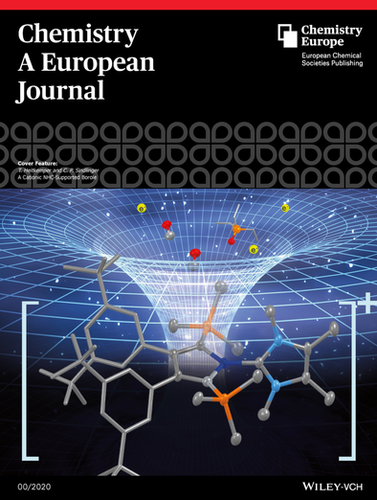 Chemistry
A European
Journal
Chemistry
Europe
European Chemical
Societies Publishing
Cover Feature:
T. Heitkemper and C. P. Sindlinger
A Cationic NHC-Supported Borole
+
00/2020
WILEY-VCH